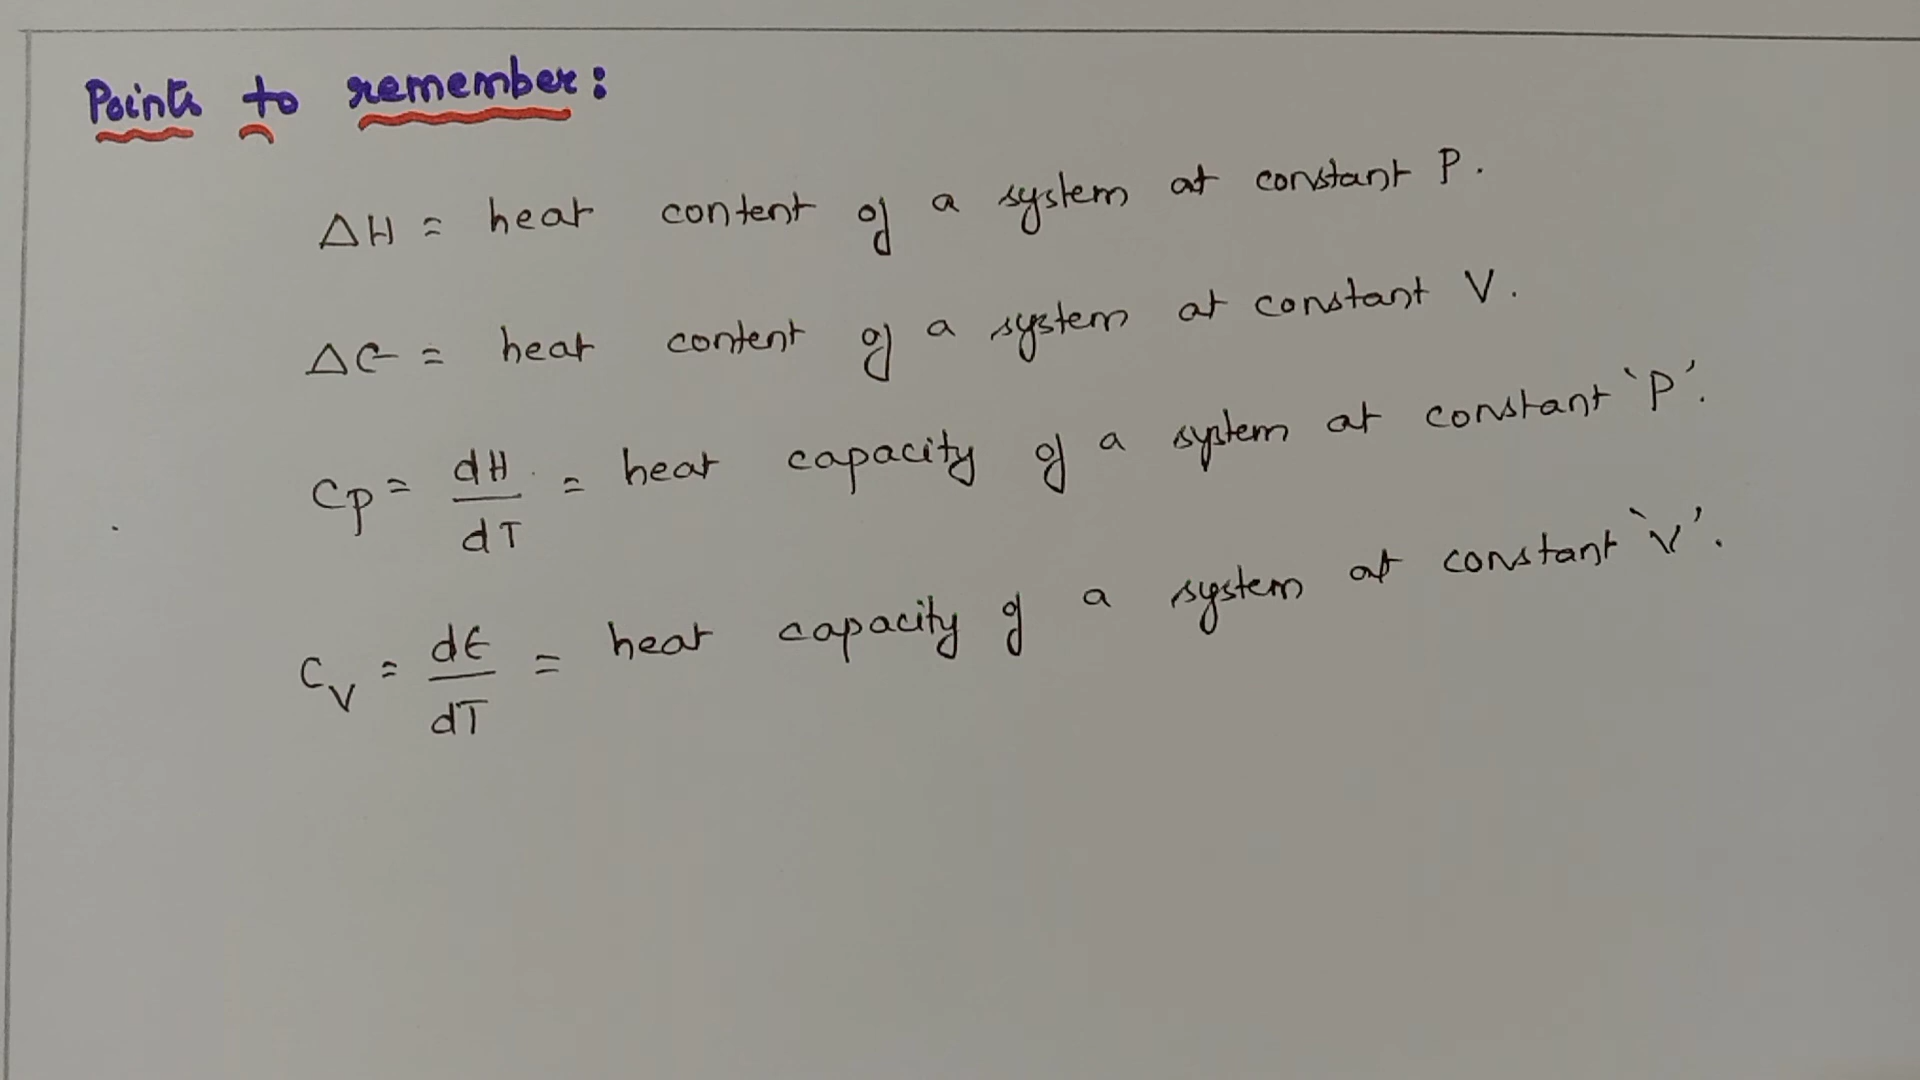 Points to remember:
ΔH = heat content of a system at constant P.
ΔE = heat content of a system at constant V.
Cp = dH/dT = heat capacity of a system at constant 'P'.
Cv = dE/dT = heat capacity of a system at constant 'V'.